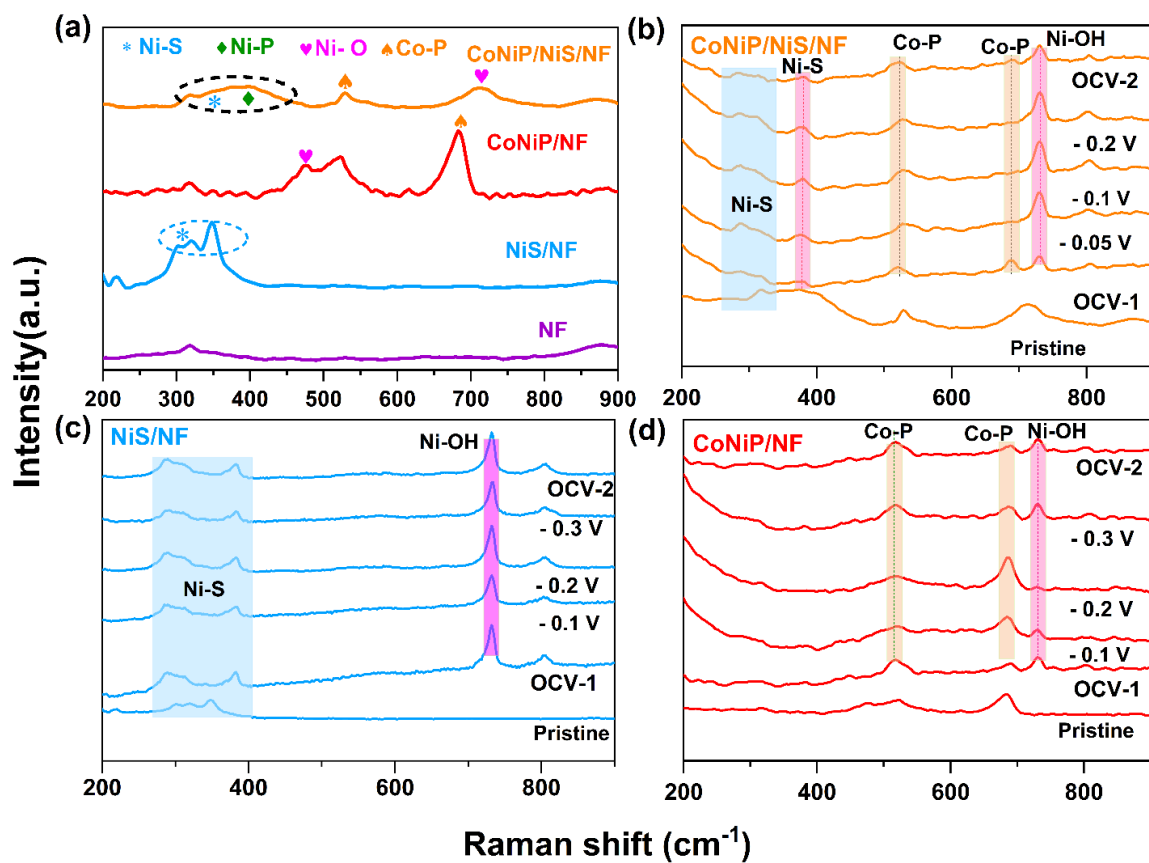 (a)
* Ni-S ♦Ni-P ♥Ni- O ♠Co-P
CoNiP/NiS/NF
CoNiP/NF
NiS/NF
NF
200 300 400 500 600 700 800 900
(b)
CoNiP/NiS/NF
Ni-S
Co-P
Co-P
Ni-OH
OCV-2
- 0.2 V
- 0.1 V
Ni-S
- 0.05 V
OCV-1
Pristine
200 400 600 800
(c)
NiS/NF
Ni-OH
OCV-2
- 0.3 V
Ni-S
- 0.2 V
- 0.1 V
OCV-1
Pristine
200 400 600 800
(d)
CoNiP/NF
Co-P
Co-P
Ni-OH
OCV-2
- 0.3 V
- 0.2 V
- 0.1 V
OCV-1
Pristine
200 400 600 800
Intensity(a.u.)
Raman shift (cm⁻¹)